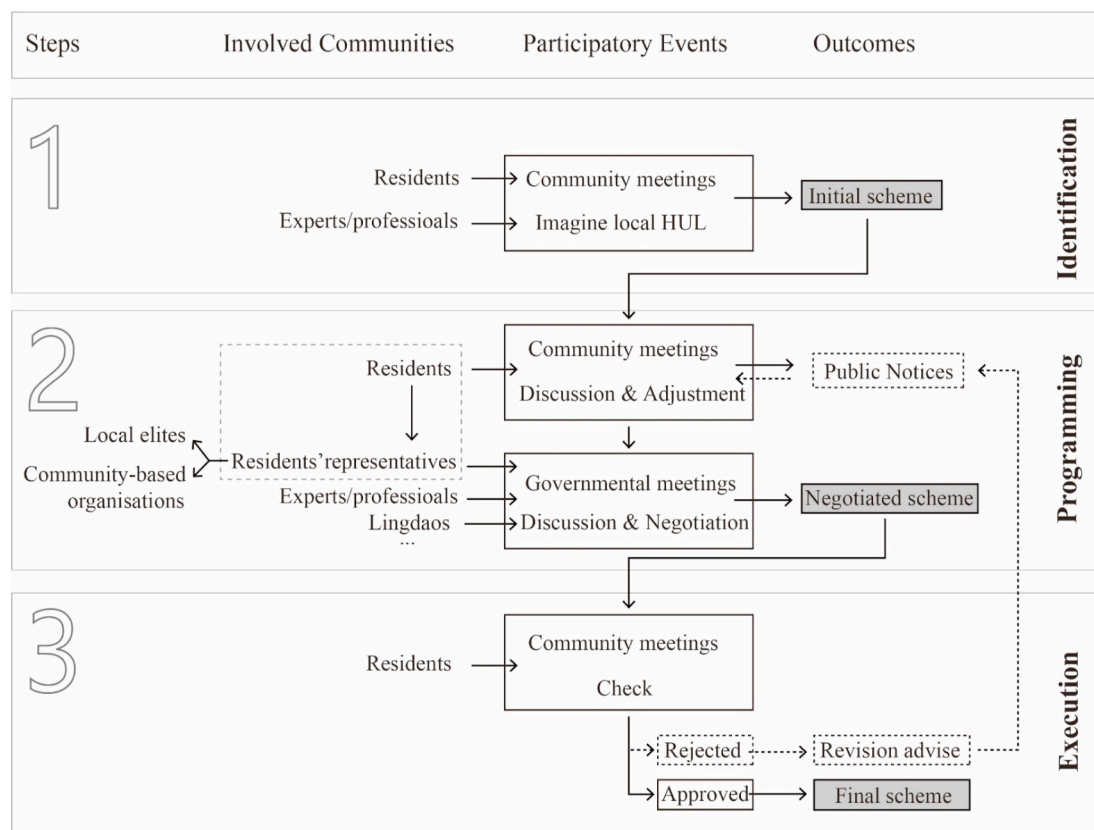 Steps
Involved Communities
Participatory Events
Outcomes
1
Identification
Residents
Experts/professioals
Community meetings
Imagine local HUL
Initial scheme
2
Programming
Residents
Community meetings
Discussion & Adjustment
Public Notices
Local elites
Community-based
organisations
Residents'representatives
Experts/professioals
Lingdaos
...
Governmental meetings
Discussion & Negotiation
Negotiated scheme
3
Execution
Residents
Community meetings
Check
Rejected
Revision advise
Approved
Final scheme